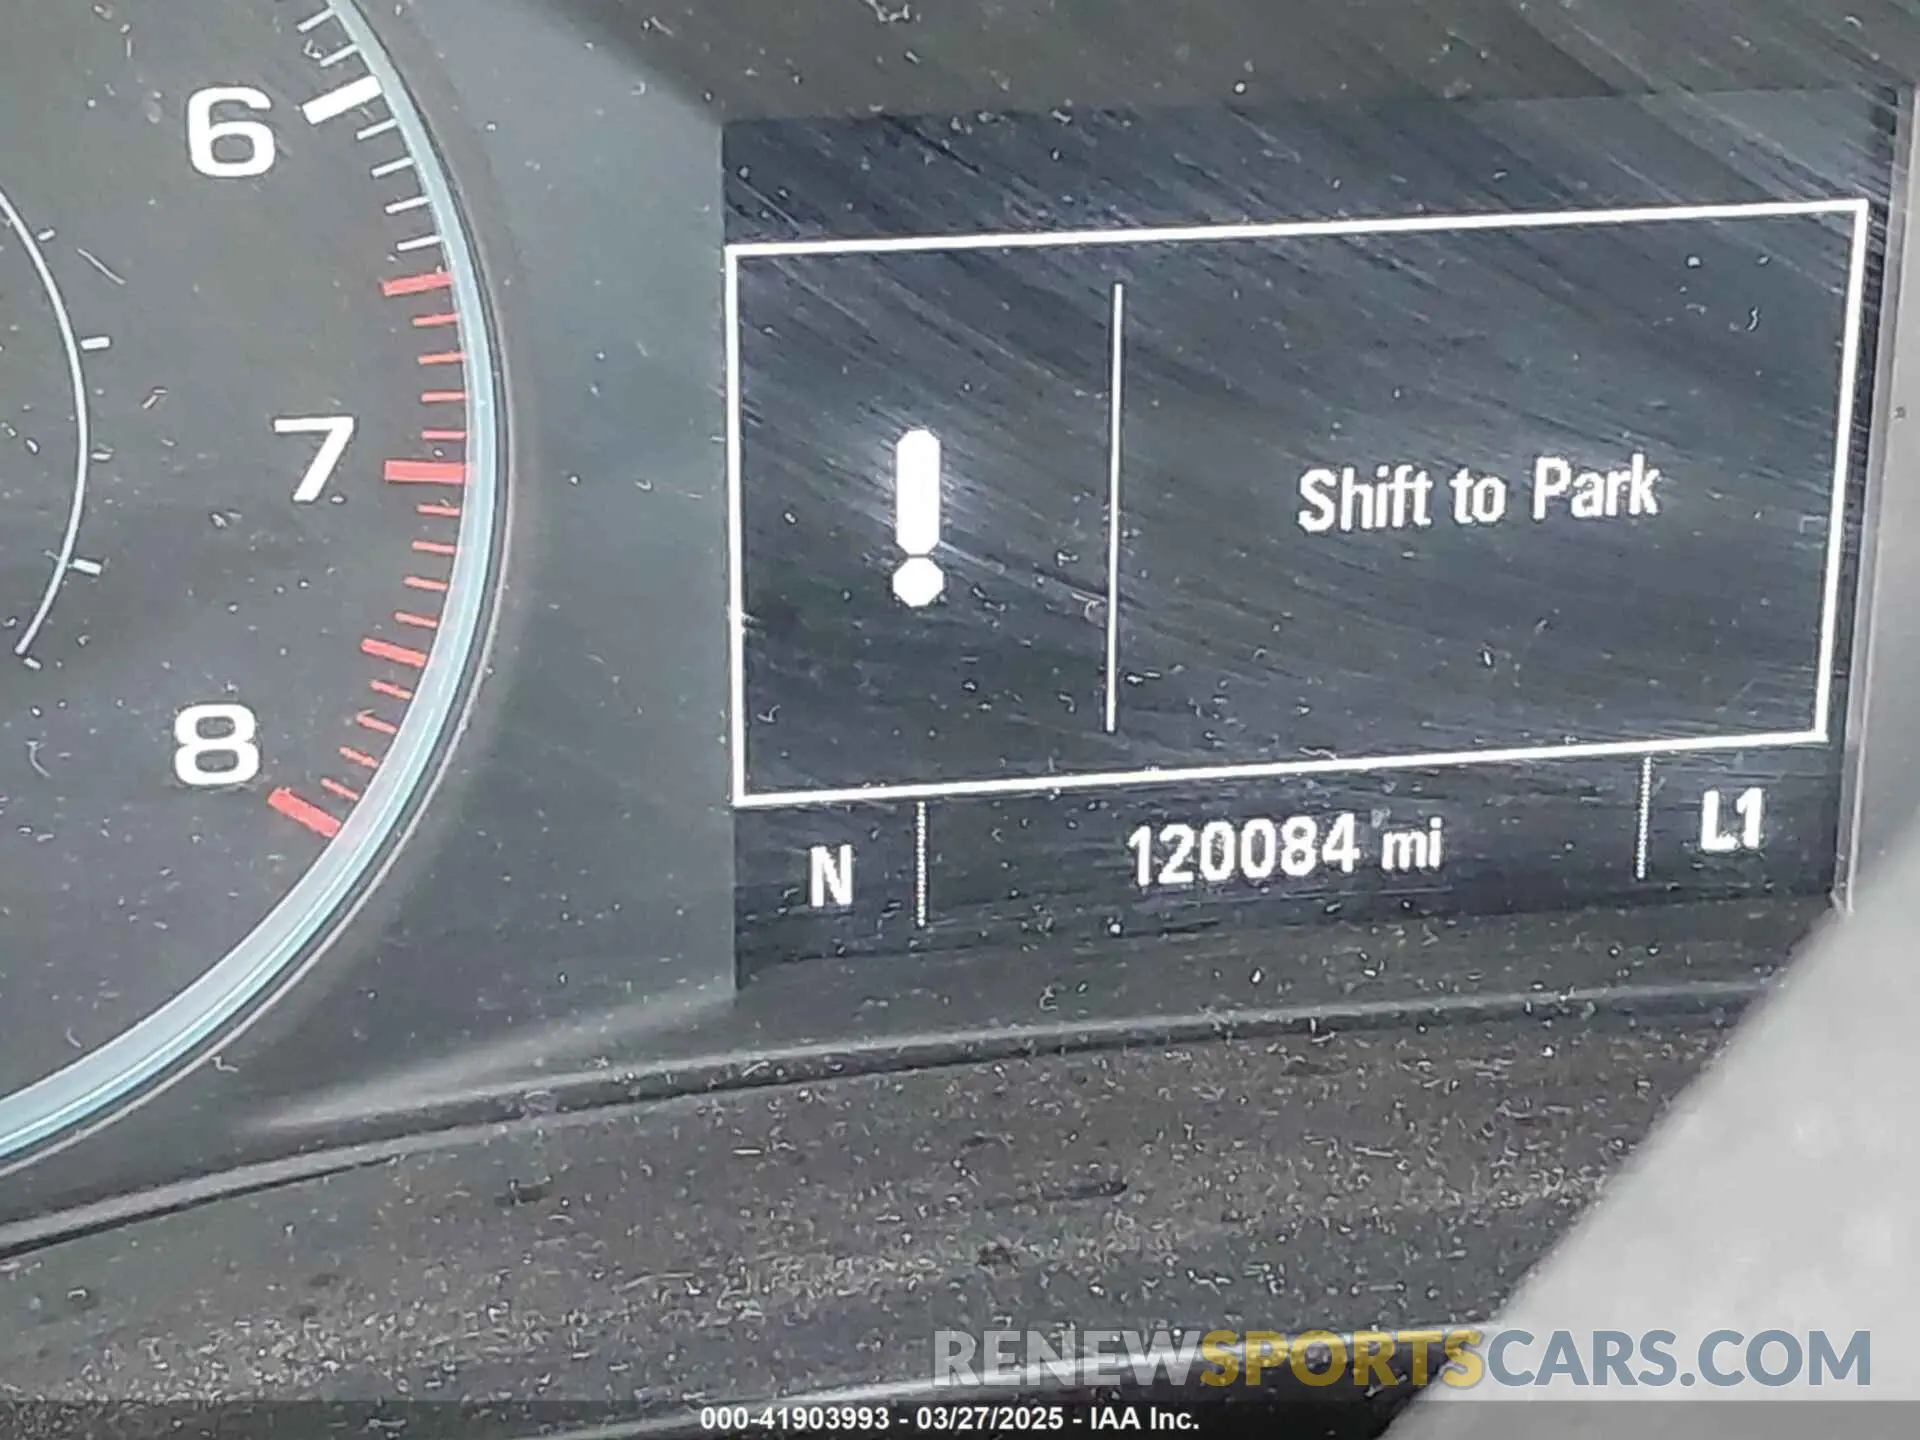 6
7
8
Shift to Park
N 120084 mi L1
RENEWSPORTSCARS.COM
000-41903993 - 03/27/2025 - IAA Inc.